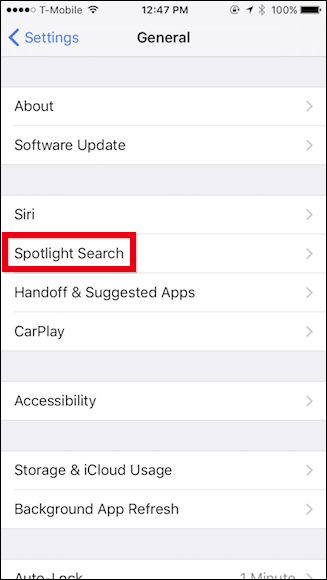 T-Mobile 12:47 PM 100%
Settings General
About
Software Update
Siri
Spotlight Search
Handoff & Suggested Apps
CarPlay
Accessibility
Storage & iCloud Usage
Background App Refresh
Auto-Lock 1 Minute